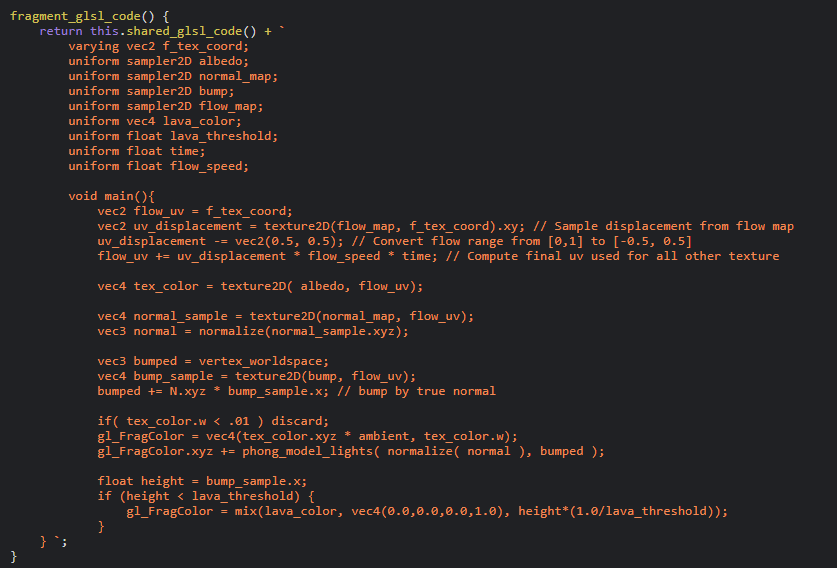 fragment_glsl_code() {
    return this.shared_glsl_code() + `
        varying vec2 f_tex_coord;
        uniform sampler2D albedo;
        uniform sampler2D normal_map;
        uniform sampler2D bump;
        uniform sampler2D flow_map;
        uniform vec4 lava_color;
        uniform float lava_threshold;
        uniform float time;
        uniform float flow_speed;

        void main(){
            vec2 flow_uv = f_tex_coord;
            vec2 uv_displacement = texture2D(flow_map, f_tex_coord).xy; // Sample displacement from flow map
            uv_displacement -= vec2(0.5, 0.5); // Convert flow range from [0,1] to [-0.5, 0.5]
            flow_uv += uv_displacement * flow_speed * time; // Compute final uv used for all other texture

            vec4 tex_color = texture2D( albedo, flow_uv);

            vec4 normal_sample = texture2D(normal_map, flow_uv);
            vec3 normal = normalize(normal_sample.xyz);

            vec3 bumped = vertex_worldspace;
            vec4 bump_sample = texture2D(bump, flow_uv);
            bumped += N.xyz * bump_sample.x; // bump by true normal

            if( tex_color.w < .01 ) discard;
            gl_FragColor = vec4(tex_color.xyz * ambient, tex_color.w);
            gl_FragColor.xyz += phong_model_lights( normalize( normal ), bumped );

            float height = bump_sample.x;
            if (height < lava_threshold) {
                gl_FragColor = mix(lava_color, vec4(0.0,0.0,0.0,1.0), height*(1.0/lava_threshold));
            }
    } `;
}